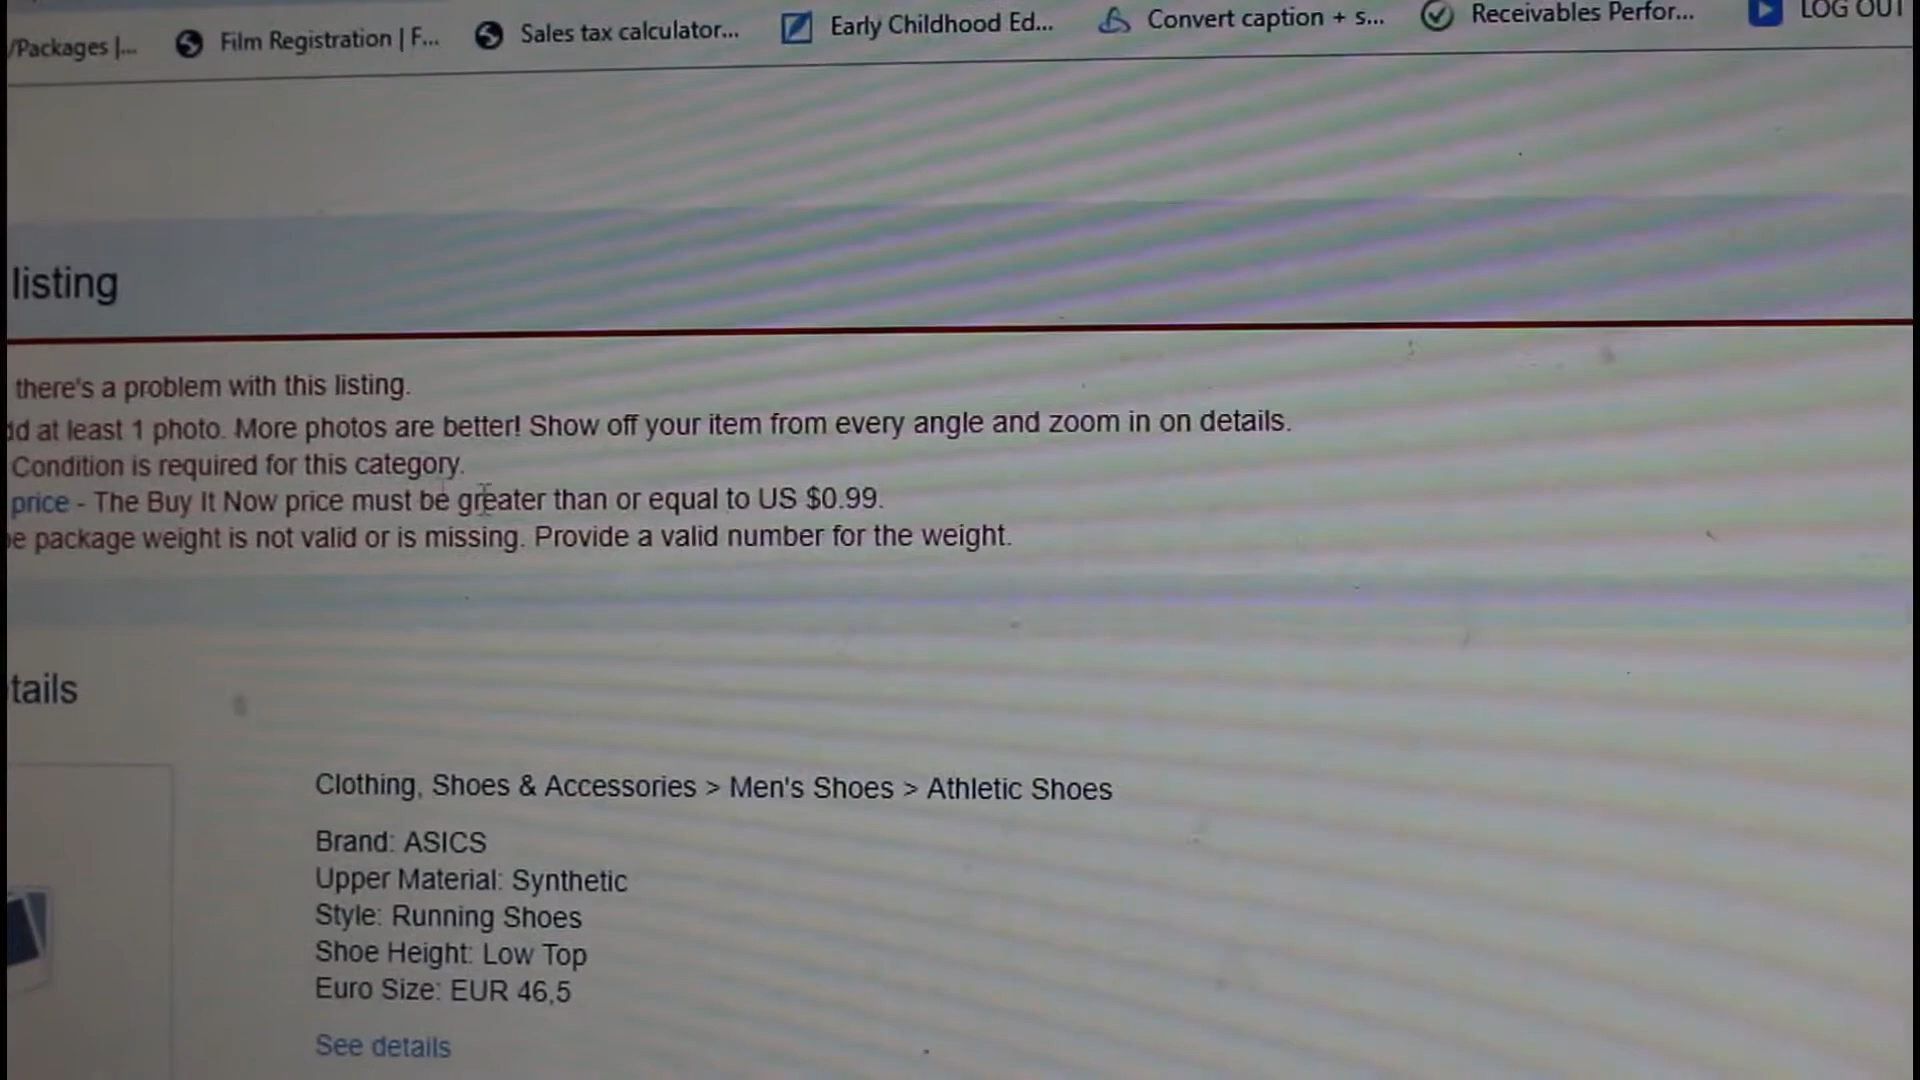 /Packages |...
Film Registration | F...
Sales tax calculator...
Early Childhood Ed...
Convert caption + s...
Receivables Perfor...
LOG OUT
listing
there's a problem with this listing.
at least 1 photo. More photos are better! Show off your item from every angle and zoom in on details.
Condition is required for this category.
price - The Buy It Now price must be greater than or equal to US $0.99.
package weight is not valid or is missing. Provide a valid number for the weight.
tails
Clothing, Shoes & Accessories > Men's Shoes > Athletic Shoes
Brand: ASICS
Upper Material: Synthetic
Style: Running Shoes
Shoe Height: Low Top
Euro Size: EUR 46,5
See details